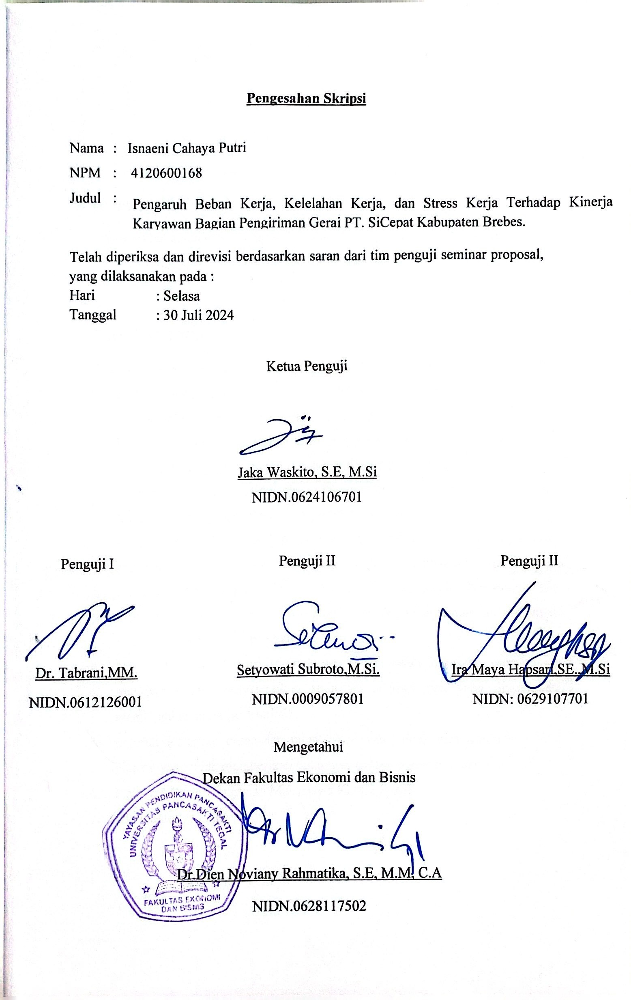 Pengesahan Skripsi
Nama : Isnaeni Cahaya Putri
NPM : 4120600168
Judul : Pengaruh Beban Kerja, Kelelahan Kerja, dan Stress Kerja Terhadap Kinerja
Karyawan Bagian Pengiriman Gerai PT. SiCepat Kabupaten Brebes.
Telah diperiksa dan direvisi berdasarkan saran dari tim penguji seminar proposal,
yang dilaksanakan pada :
Hari : Selasa
Tanggal : 30 Juli 2024
Ketua Penguji
Jaka Waskito, S.E, M.Si
NIDN.0624106701
Penguji I Penguji II Penguji II
Dr. Tabrani,MM. Setyowati Subroto,M.Si. Ira Maya Hapsari,SE.,M.Si
NIDN.0612126001 NIDN.0009057801 NIDN: 0629107701
Mengetahui
Dekan Fakultas Ekonomi dan Bisnis
YAYASAN PENDIDIKAN PANCASAKTI
UNIVERSITAS PANCASAKTI TEGAL
Dr.Dien Noviany Rahmatika, S.E, M.M, C.A
FAKULTAS EKONOMI
DAN BISNIS
NIDN.0628117502